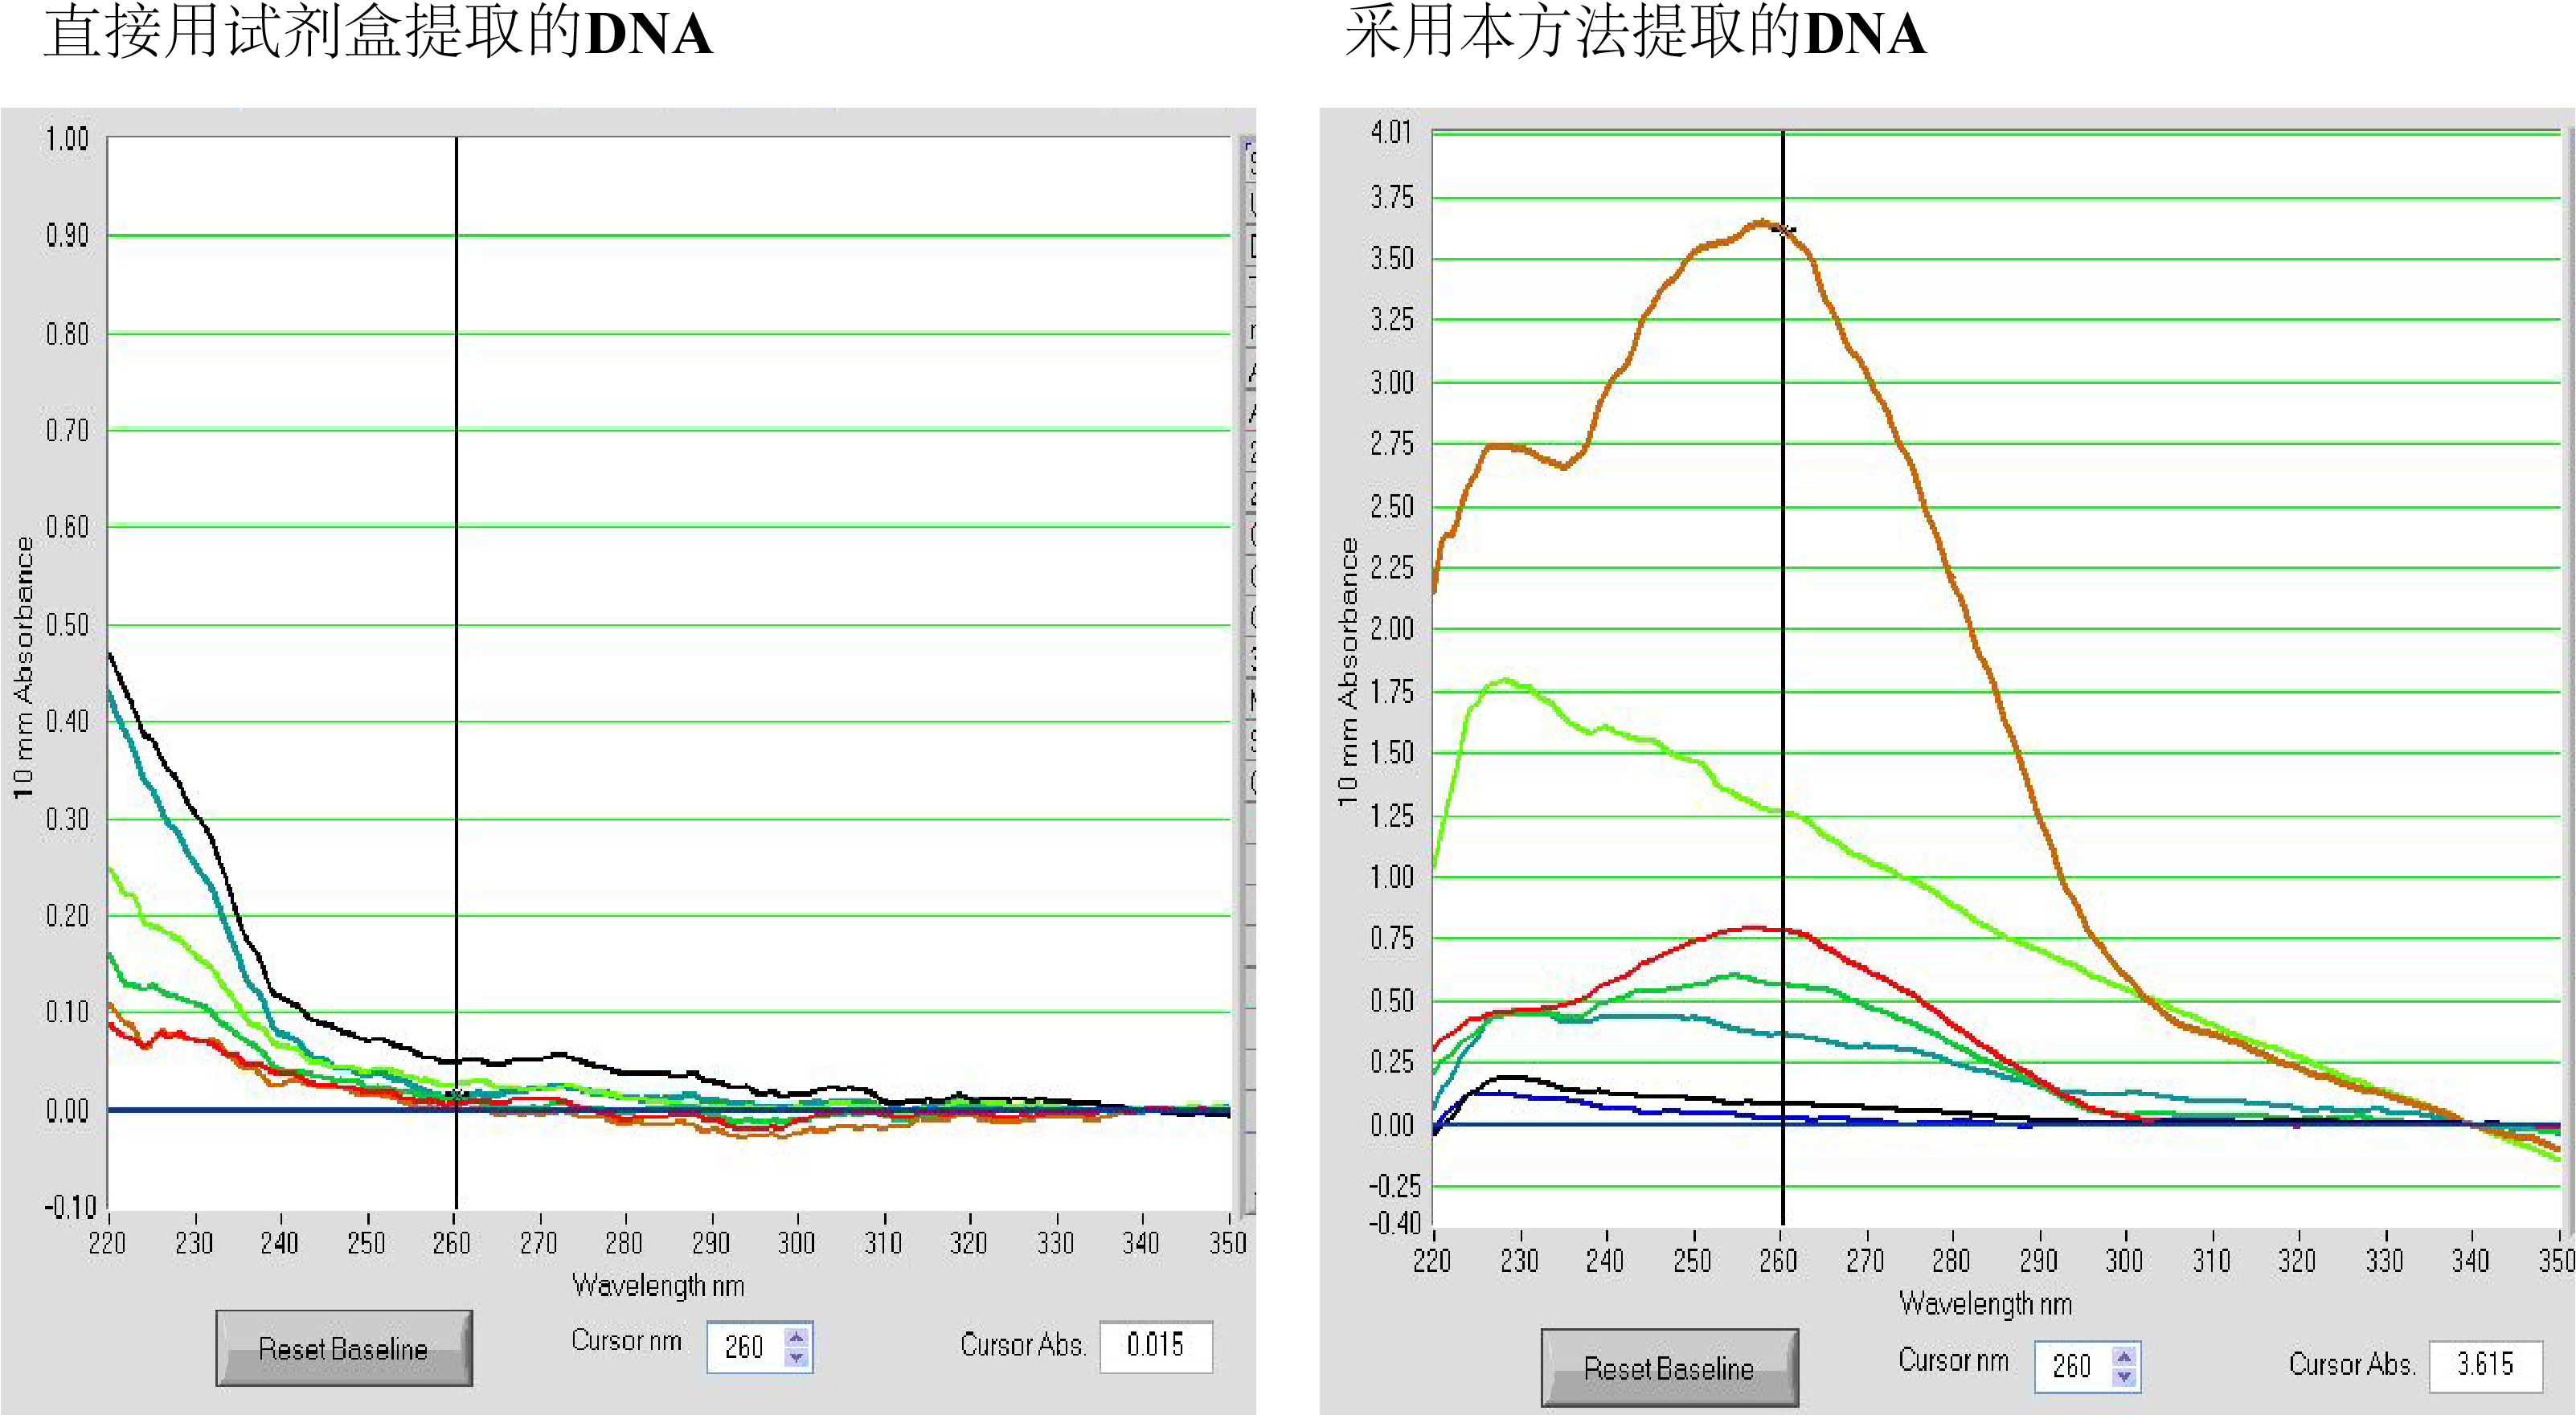 直接用试剂盒提取的DNA
1.00
0.90
0.80
0.70
0.60
0.50
0.40
0.30
0.20
0.10
0.00
-0.10
10 mm Absorbance
220 230 240 250 260 270 280 290 300 310 320 330 340 350
Wavelength nm
Reset Baseline
Cursor nm 260
Cursor Abs. 0.015
采用本方法提取的DNA
4.01
3.75
3.50
3.25
3.00
2.75
2.50
2.25
2.00
1.75
1.50
1.25
1.00
0.75
0.50
0.25
0.00
-0.25
-0.40
10 mm Absorbance
220 230 240 250 260 270 280 290 300 310 320 330 340 350
Wavelength nm
Reset Baseline
Cursor nm 260
Cursor Abs. 3.615